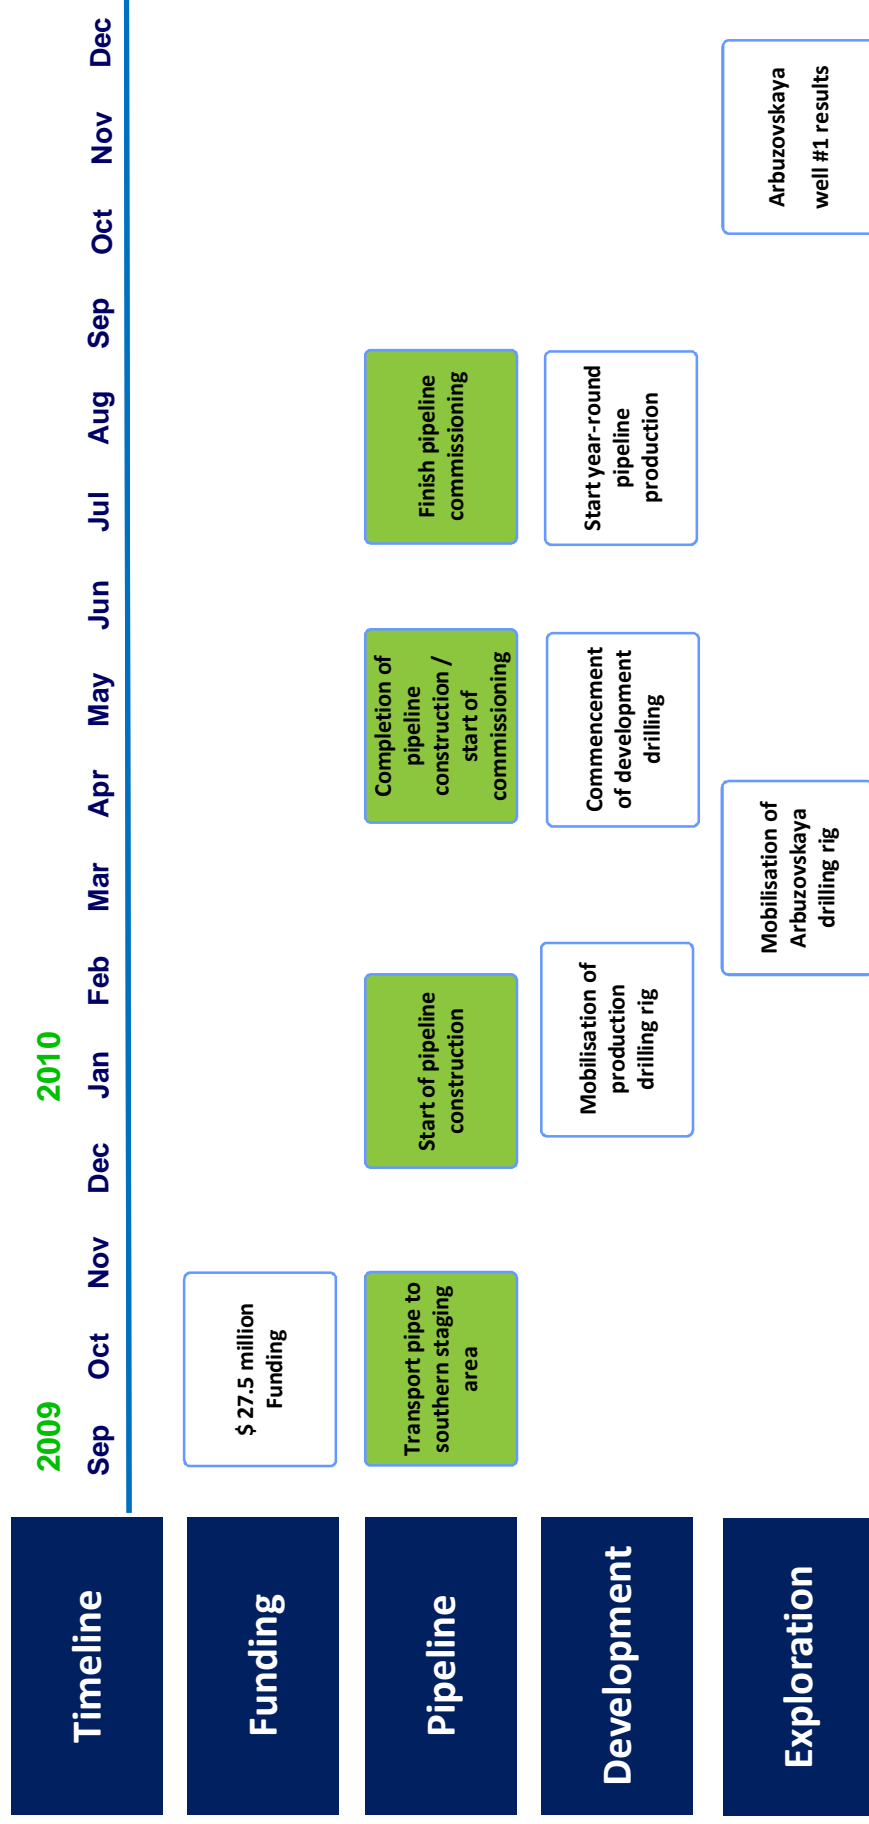 Timeline
2009
2010
Sep
Oct
Nov
Dec
Jan
Feb
Mar
Apr
May
Jun
Jul
Aug
Sep
Oct
Nov
Dec
Funding
$ 27.5 million
Funding
Pipeline
Transport pipe to
southern staging
area
Start of pipeline
construction
Completion of
pipeline
construction /
start of
commissioning
Finish pipeline
commissioning
Development
Mobilisation of
production
drilling rig
Commencement
of development
drilling
Start year-round
pipeline
production
Exploration
Mobilisation of
Arbuzovskaya
drilling rig
Arbuzovskaya
well #1 results